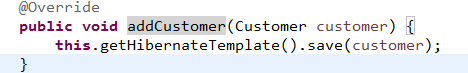 @Override
public void addCustomer(Customer customer) {
    this.getHibernateTemplate().save(customer);
}